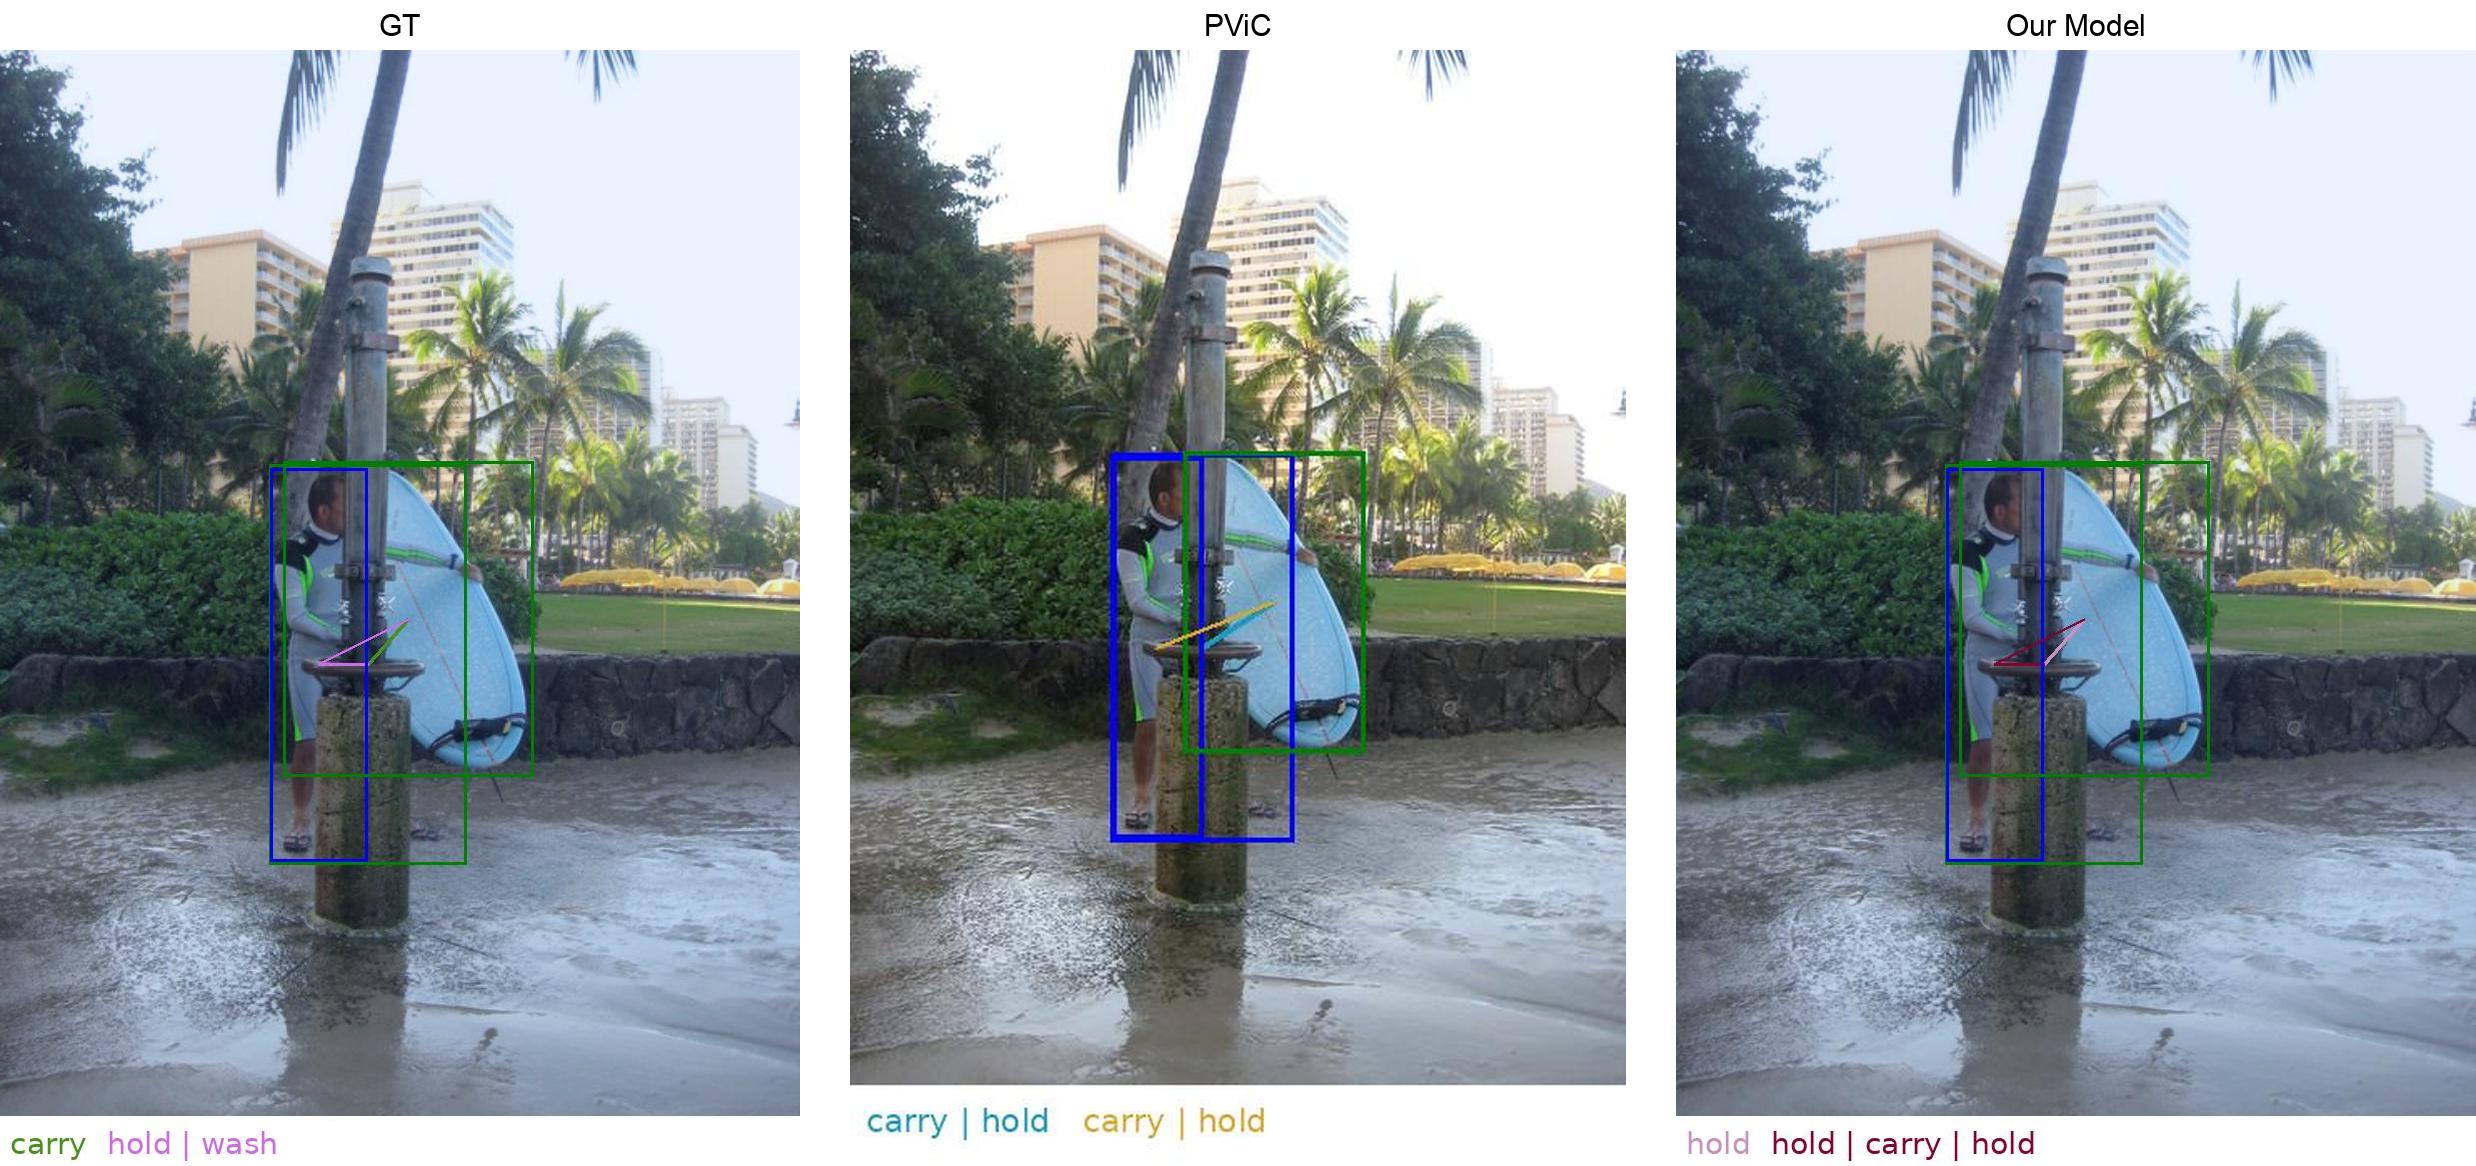 GT
PViC
Our Model
carry hold | wash
carry | hold carry | hold
hold hold | carry | hold